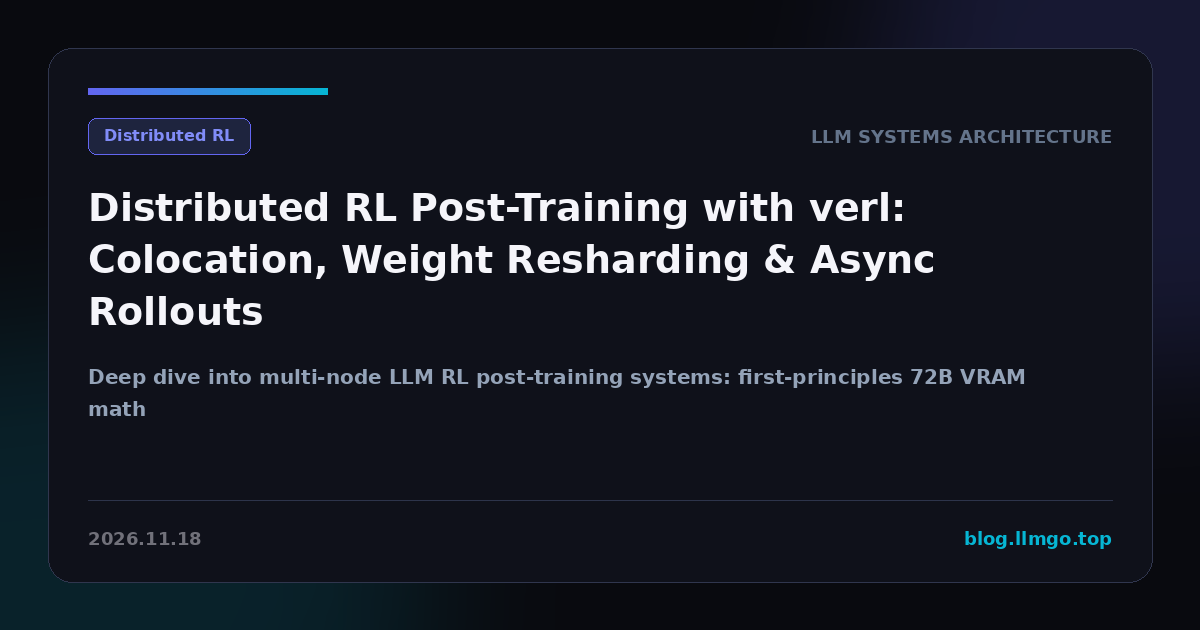 Distributed RL
LLM SYSTEMS ARCHITECTURE
Distributed RL Post-Training with verl:
Colocation, Weight Resharding & Async
Rollouts
Deep dive into multi-node LLM RL post-training systems: first-principles 72B VRAM
math
2026.11.18
blog.llmgo.top